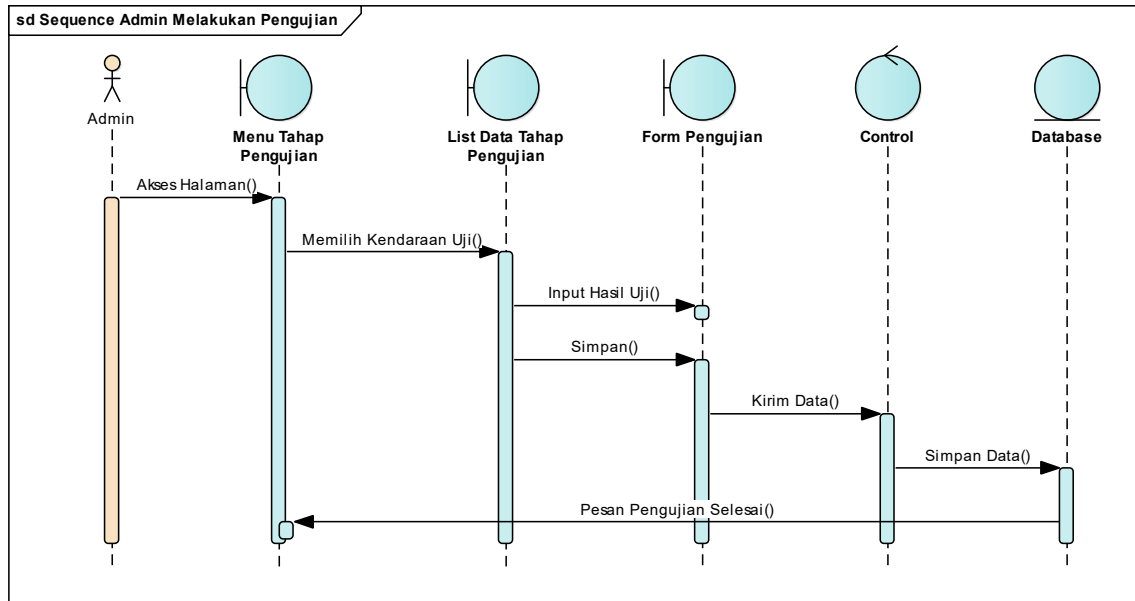 sd Sequence Admin Melakukan Pengujian
Admin
Menu Tahap
Pengujian
List Data Tahap
Pengujian
Form Pengujian
Control
Database
Akses Halaman()
Memilih Kendaraan Uji()
Input Hasil Uji()
Simpan()
Kirim Data()
Simpan Data()
Pesan Pengujian Selesai()